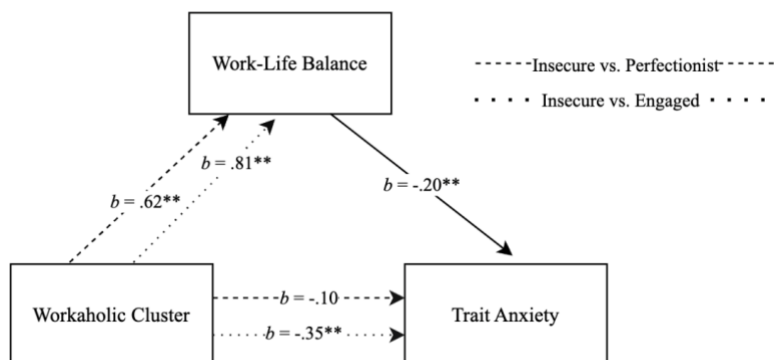 Work-Life Balance
------Insecure vs. Perfectionist------
. . . . Insecure vs. Engaged . . . .
b = .81**
b = .62**
b = -.20**
Workaholic Cluster
b = -.10
b = -.35**
Trait Anxiety